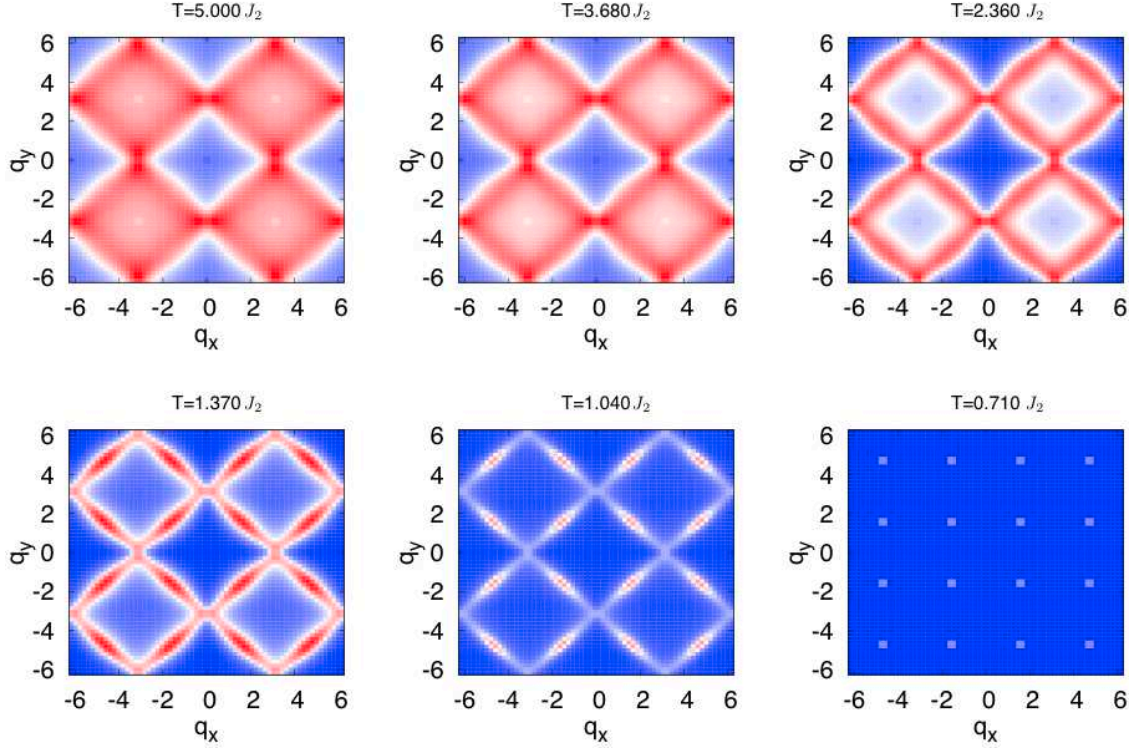 T=5.000 J₂ T=3.680 J₂ T=2.360 J₂
6 6 6
4 4 4
2 2 2
qy 0 qy 0 qy 0
-2 -2 -2
-4 -4 -4
-6 -6 -6
-6 -4 -2 0 2 4 6 -6 -4 -2 0 2 4 6 -6 -4 -2 0 2 4 6
qx qx qx
T=1.370 J₂ T=1.040 J₂ T=0.710 J₂
6 6 6
4 4 4
2 2 2
qy 0 qy 0 qy 0
-2 -2 -2
-4 -4 -4
-6 -6 -6
-6 -4 -2 0 2 4 6 -6 -4 -2 0 2 4 6 -6 -4 -2 0 2 4 6
qx qx qx